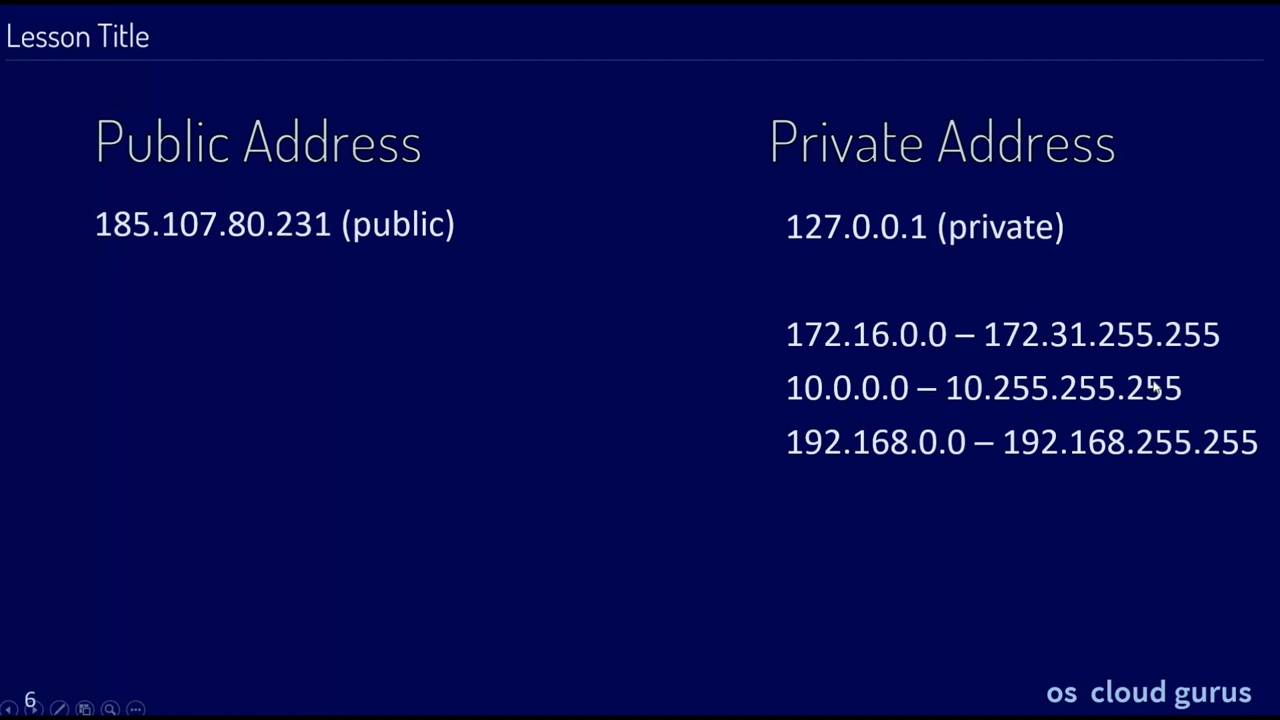 Lesson Title
Public Address
185.107.80.231 (public)
Private Address
127.0.0.1 (private)
172.16.0.0 – 172.31.255.255
10.0.0.0 – 10.255.255.255
192.168.0.0 – 192.168.255.255
6
os cloud gurus